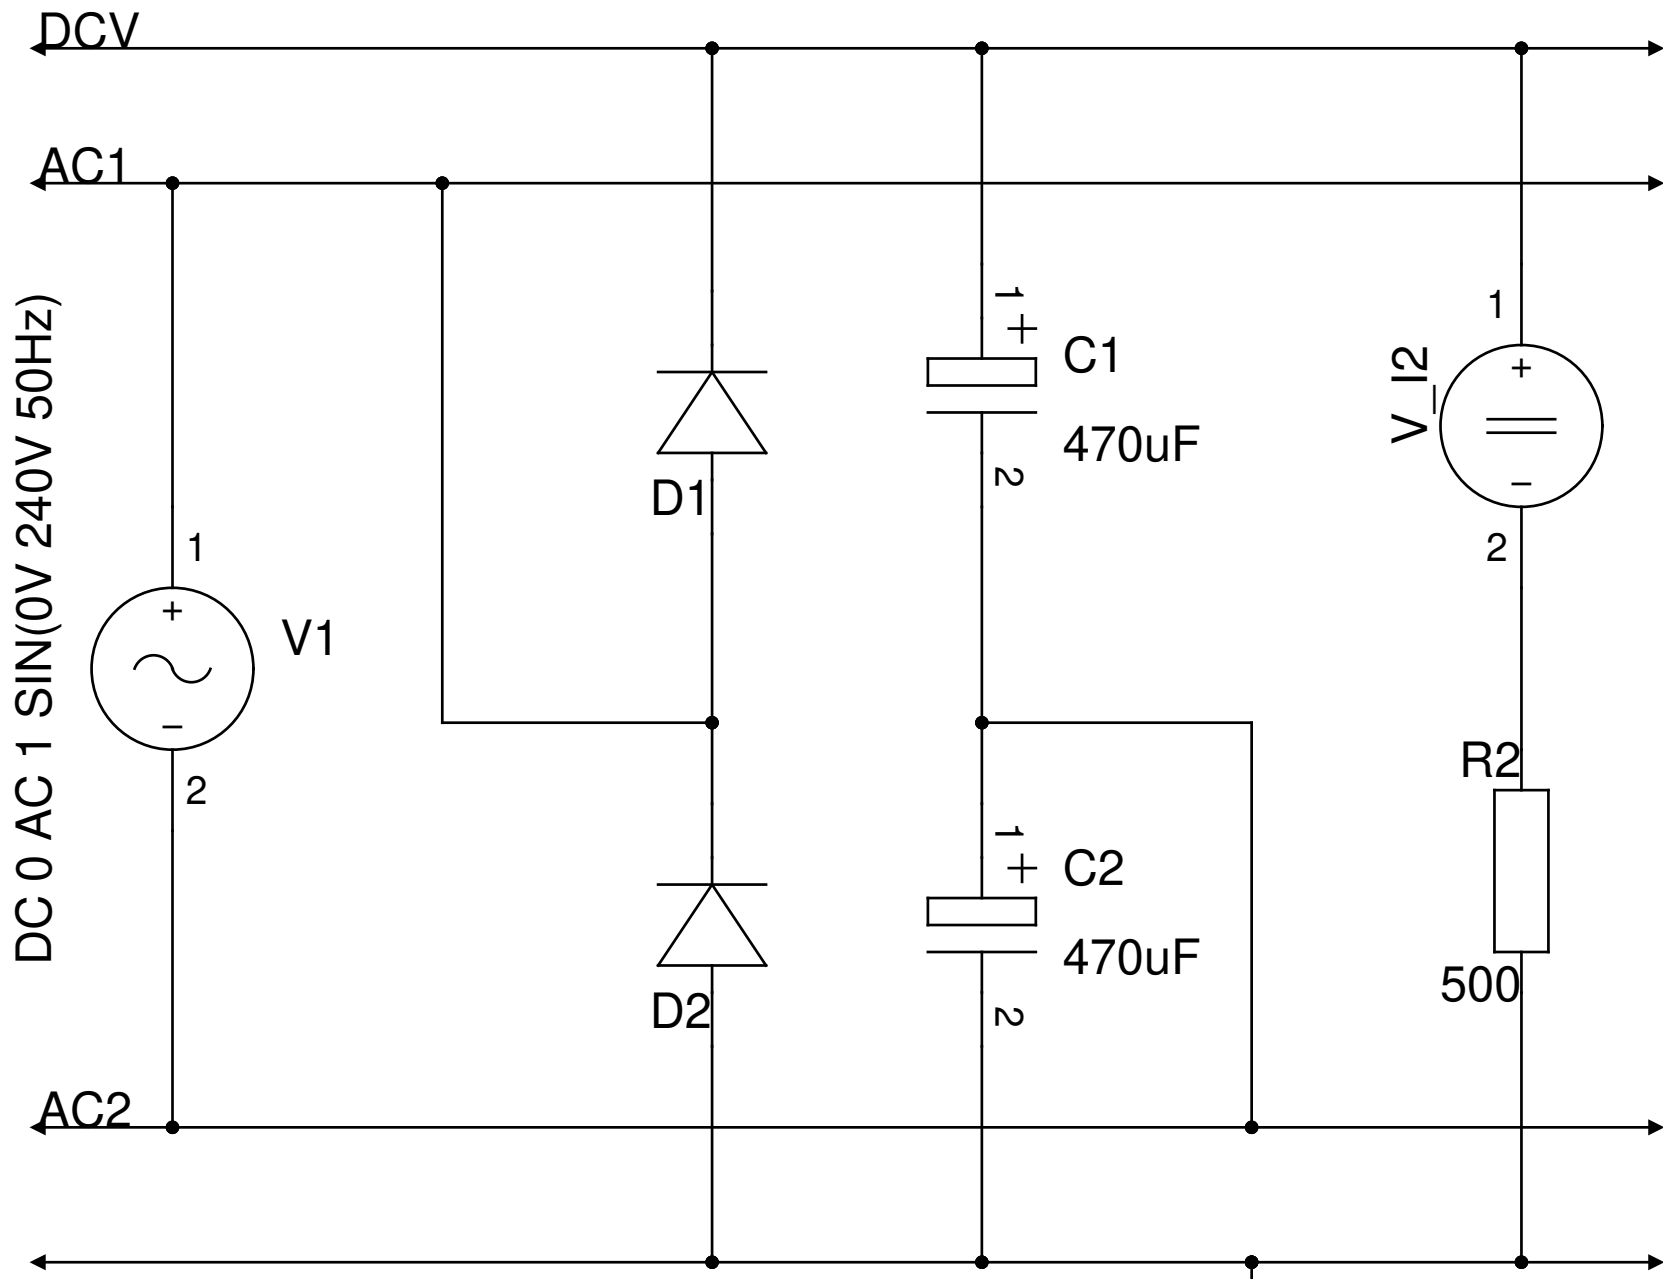 DCV
AC1
DC 0 AC 1 SIN(0V 240V 50Hz)
1
+
V1
−
2
D1
D2
1
+
C1
470uF
2
1
+
C2
470uF
2
1
V_I2
+
−
2
R2
500
AC2